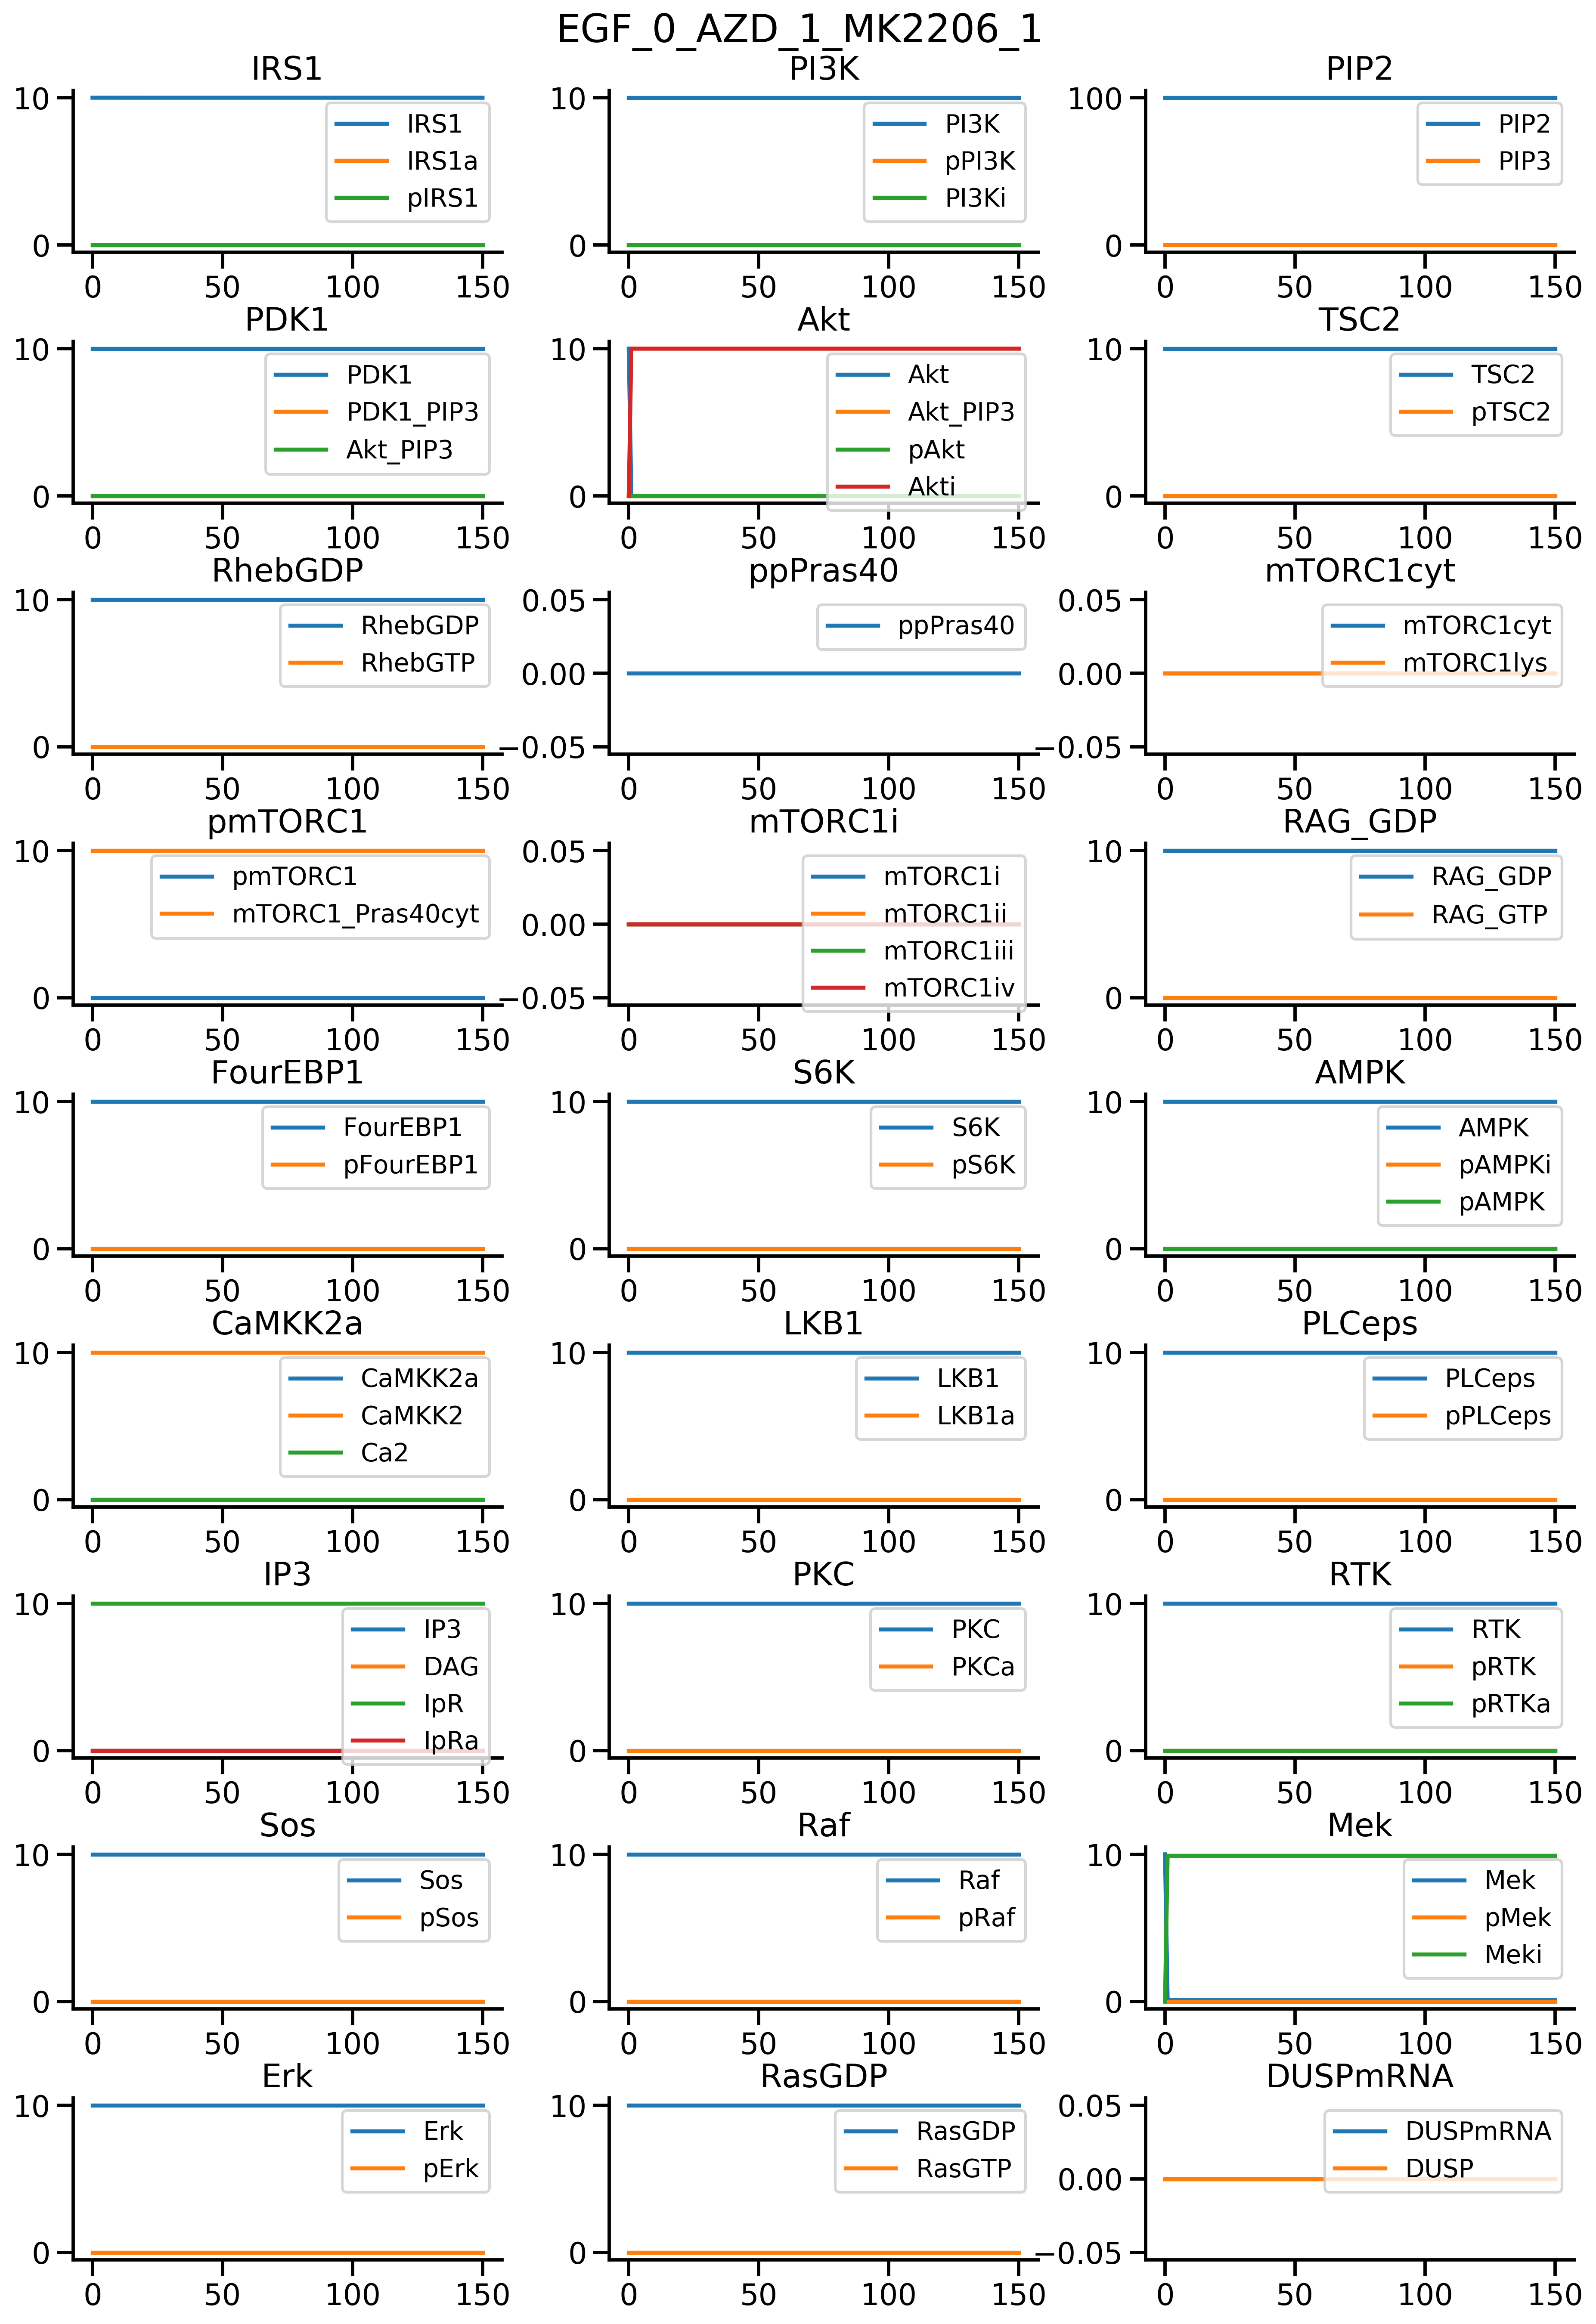 EGF_0_AZD_1_MK2206_1
IRS1
10
0
0 50 100 150
IRS1
IRS1a
pIRS1
PI3K
10
0
0 50 100 150
PI3K
pPI3K
PI3Ki
PIP2
100
0
0 50 100 150
PIP2
PIP3
PDK1
10
0
0 50 100 150
PDK1
PDK1_PIP3
Akt_PIP3
Akt
10
0
0 50 100 150
Akt
Akt_PIP3
pAkt
Akti
TSC2
10
0
0 50 100 150
TSC2
pTSC2
RhebGDP
10
0
0 50 100 150
RhebGDP
RhebGTP
ppPras40
0.05
0.00
−0.05
0 50 100 150
ppPras40
mTORC1cyt
0.05
0.00
−0.05
0 50 100 150
mTORC1cyt
mTORC1lys
pmTORC1
10
0
0 50 100 150
pmTORC1
mTORC1_Pras40cyt
mTORC1i
0.05
0.00
−0.05
0 50 100 150
mTORC1i
mTORC1ii
mTORC1iii
mTORC1iv
RAG_GDP
10
0
0 50 100 150
RAG_GDP
RAG_GTP
FourEBP1
10
0
0 50 100 150
FourEBP1
pFourEBP1
S6K
10
0
0 50 100 150
S6K
pS6K
AMPK
10
0
0 50 100 150
AMPK
pAMPKi
pAMPK
CaMKK2a
10
0
0 50 100 150
CaMKK2a
CaMKK2
Ca2
LKB1
10
0
0 50 100 150
LKB1
LKB1a
PLCeps
10
0
0 50 100 150
PLCeps
pPLCeps
IP3
10
0
0 50 100 150
IP3
DAG
IpR
IpRa
PKC
10
0
0 50 100 150
PKC
PKCa
RTK
10
0
0 50 100 150
RTK
pRTK
pRTKa
Sos
10
0
0 50 100 150
Sos
pSos
Raf
10
0
0 50 100 150
Raf
pRaf
Mek
10
0
0 50 100 150
Mek
pMek
Meki
Erk
10
0
0 50 100 150
Erk
pErk
RasGDP
10
0
0 50 100 150
RasGDP
RasGTP
DUSPmRNA
0.05
0.00
−0.05
0 50 100 150
DUSPmRNA
DUSP